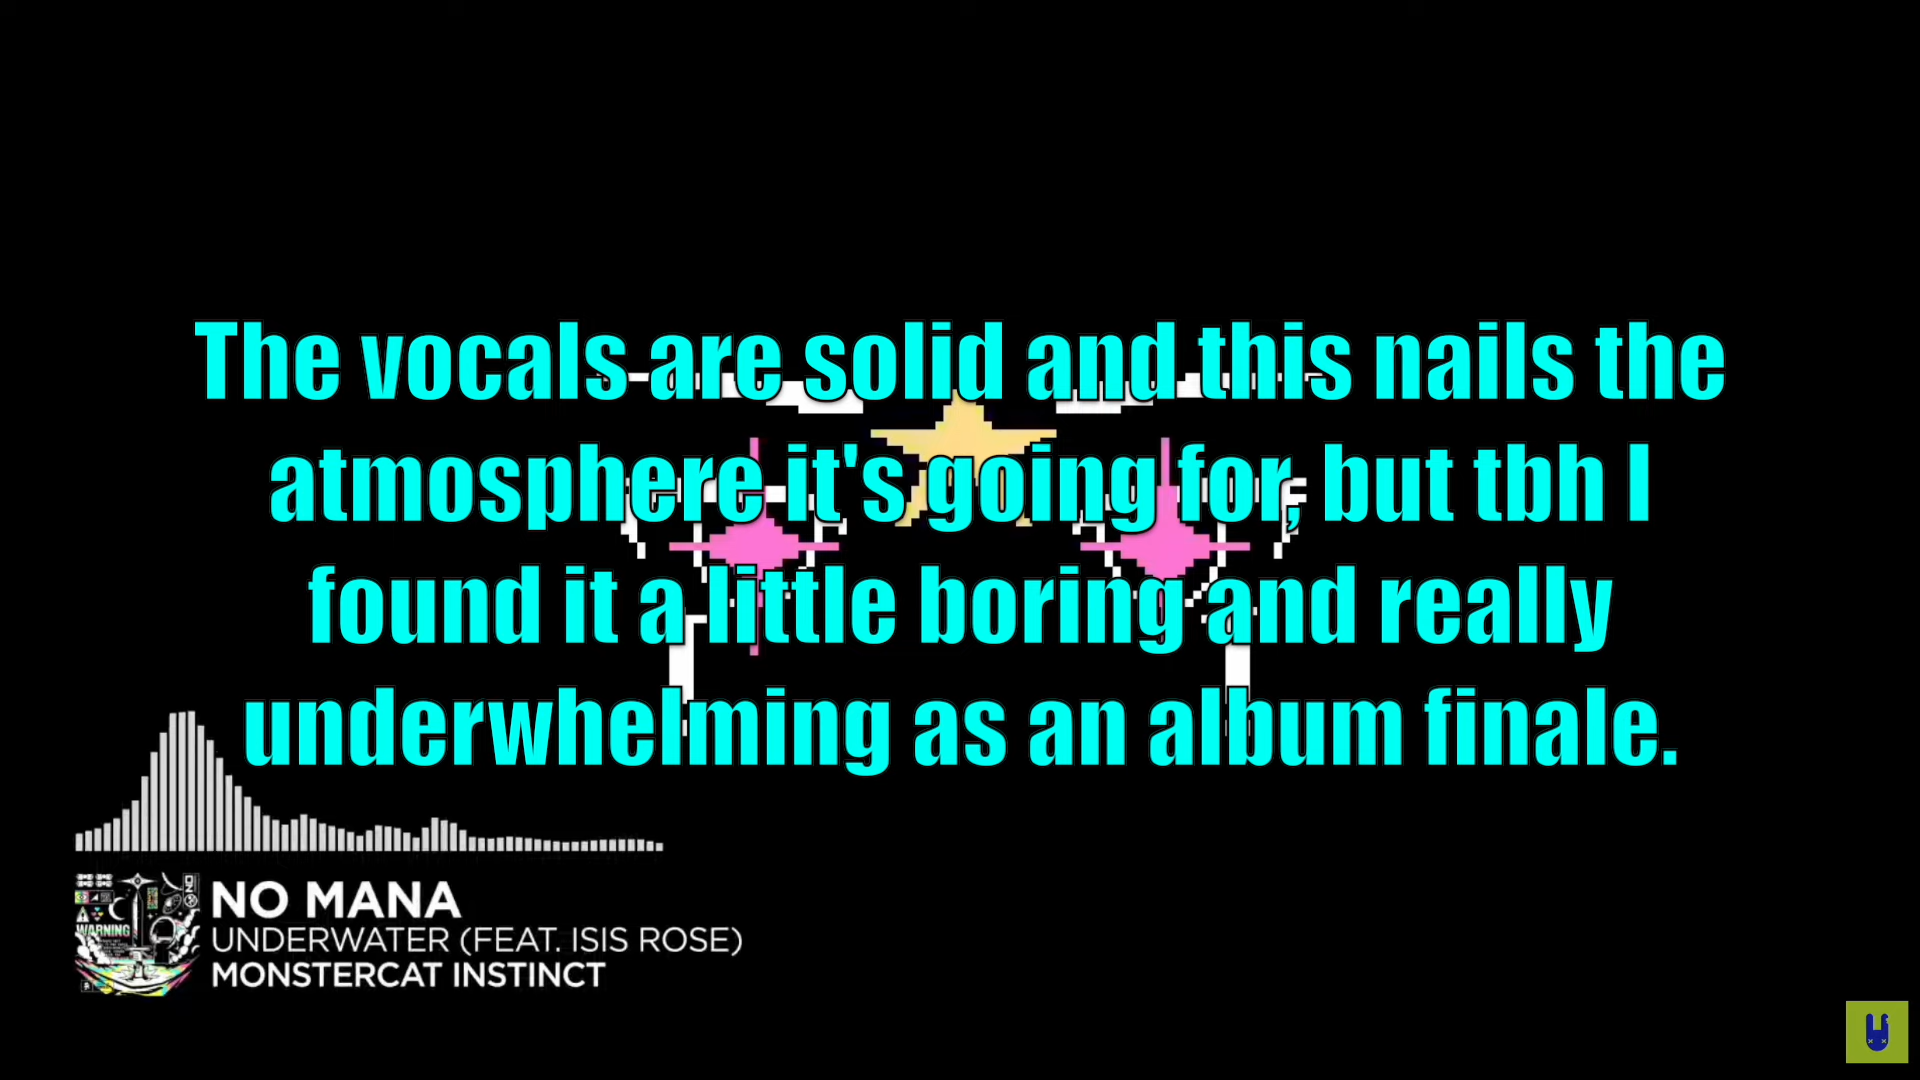 The vocals are solid and this nails the
atmosphere it's going for, but tbh I
found it a little boring and really
underwhelming as an album finale.
WARNING
NO MANA
UNDERWATER (FEAT. ISIS ROSE)
MONSTERCAT INSTINCT